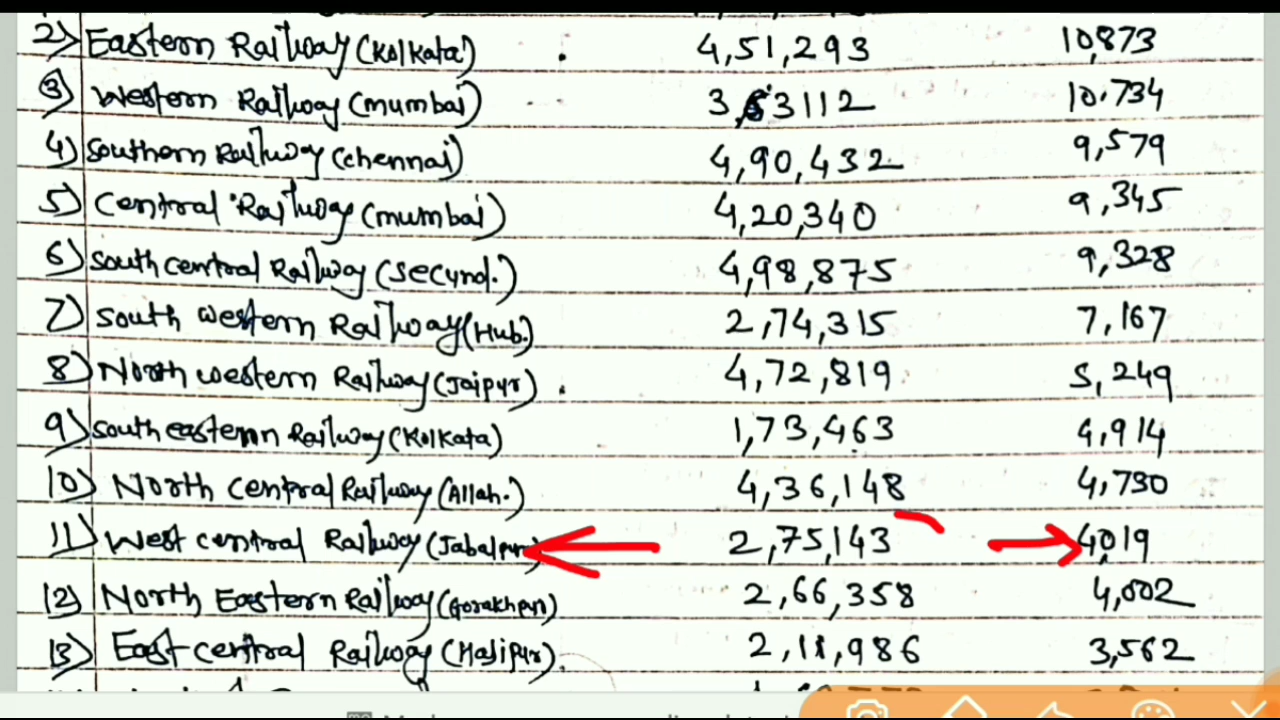 2) Eastern Railway (Kolkata) 4,51,293 10,873
3) Western Railway (Mumbai) 3,63112 10.734
4) Southern Railway (Chennai) 4,90,432 9,579
5) Central Railway (Mumbai) 4,20,340 9,345
6) South central Railway (Secund.) 4,98,875 9,328
7) South western Railway (Hub.) 2,74,315 7,167
8) North western Railway (Jaipur) 4,72,819 5,249
9) South eastern Railway (Kolkata) 1,73,463 4,914
10) North central Railway (Allah.) 4,36,148 4,730
11) West central Railway (Jabalpur) 2,75,143 4,019
12) North Eastern Railway (Gorakhpur) 2,66,358 4,002
13) East central Railway (Hajipur). 2,11,986 3,562